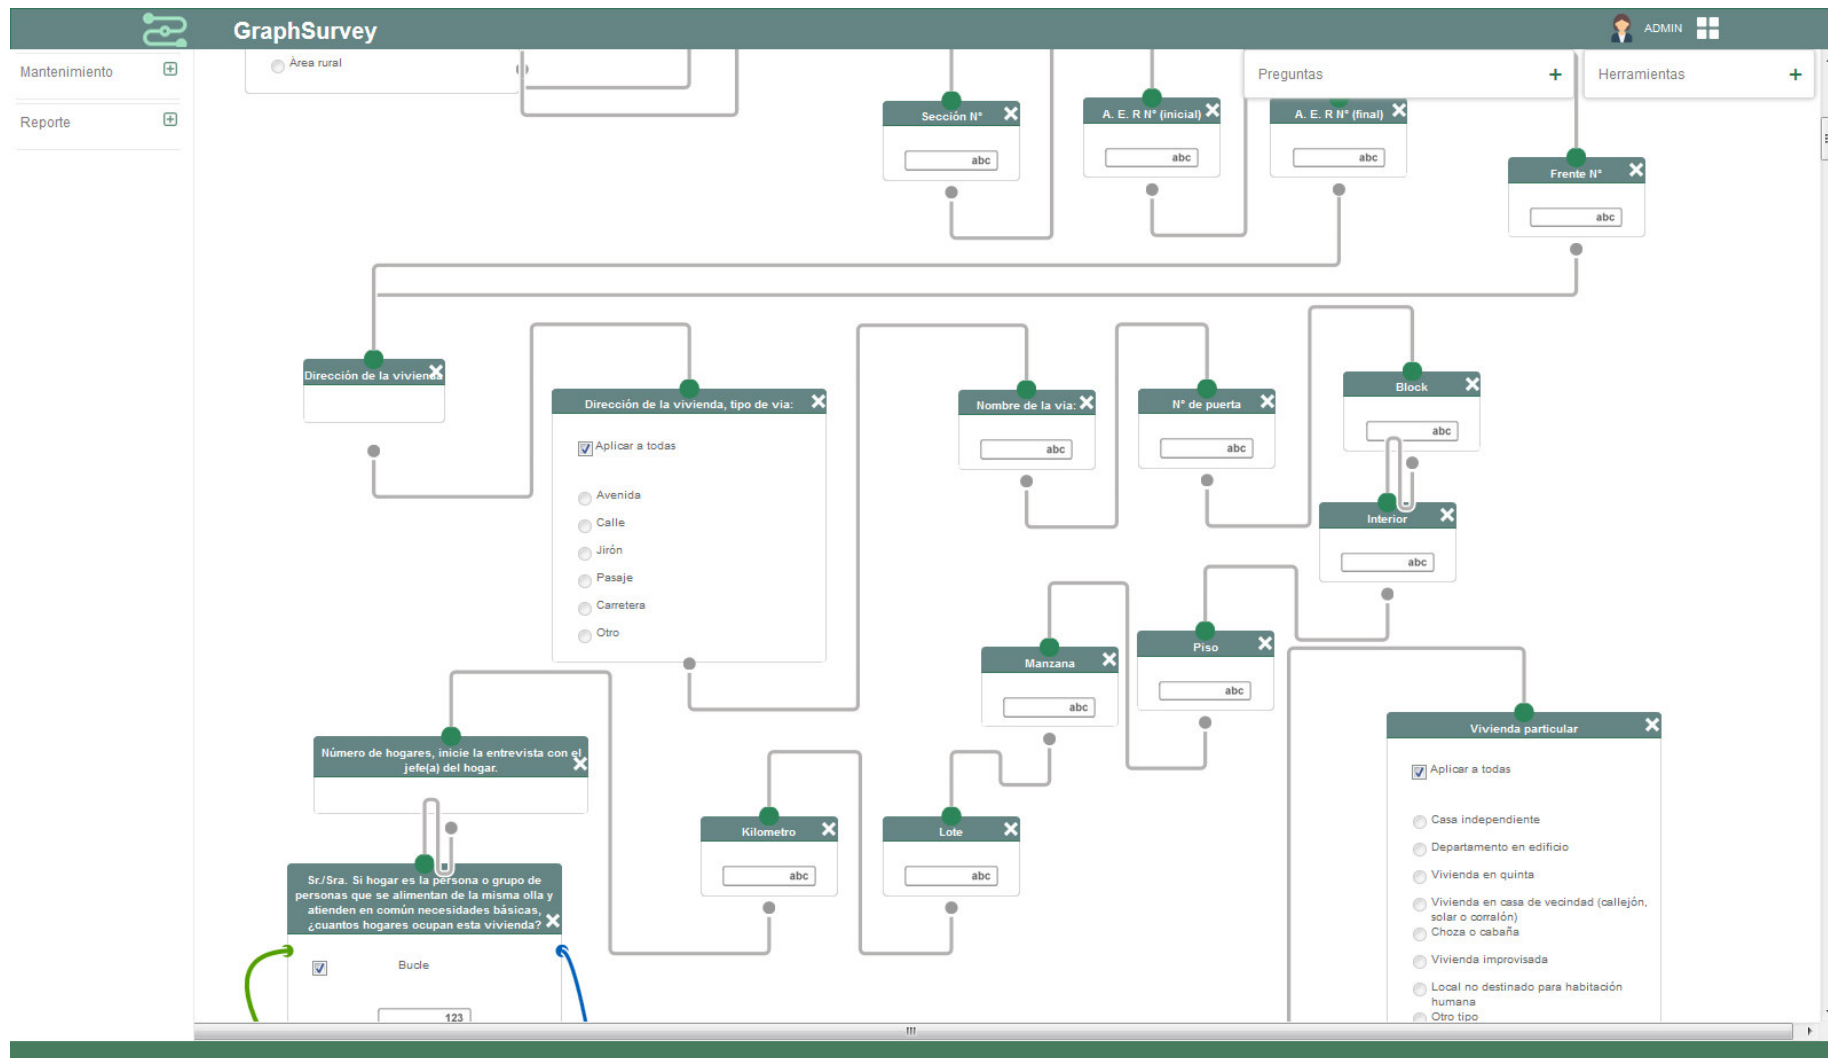 GraphSurvey
ADMIN
Mantenimiento
Reporte
Área rural
Preguntas
Herramientas
Sección N°
abc
A. E. R N° (inicial)
abc
A. E. R N° (final)
abc
Frente N°
abc
Dirección de la vivienda
Dirección de la vivienda, tipo de via:
Aplicar a todas
Avenida
Calle
Jirón
Pasaje
Carretera
Otro
Nombre de la via:
abc
N° de puerta
abc
Block
abc
Interior
abc
Piso
abc
Manzana
abc
Lote
abc
Kilometro
abc
Número de hogares, inicie la entrevista con el
jefe(a) del hogar.
Sr./Sra. Si hogar es la persona o grupo de
personas que se alimentan de la misma olla y
atienden en común necesidades básicas,
¿cuantos hogares ocupan esta vivienda?
Bucle
123
Vivienda particular
Aplicar a todas
Casa independiente
Departamento en edificio
Vivienda en quinta
Vivienda en casa de vecindad (callejón,
solar o corralón)
Choza o cabaña
Vivienda improvisada
Local no destinado para habitación
humana
Otro tipo